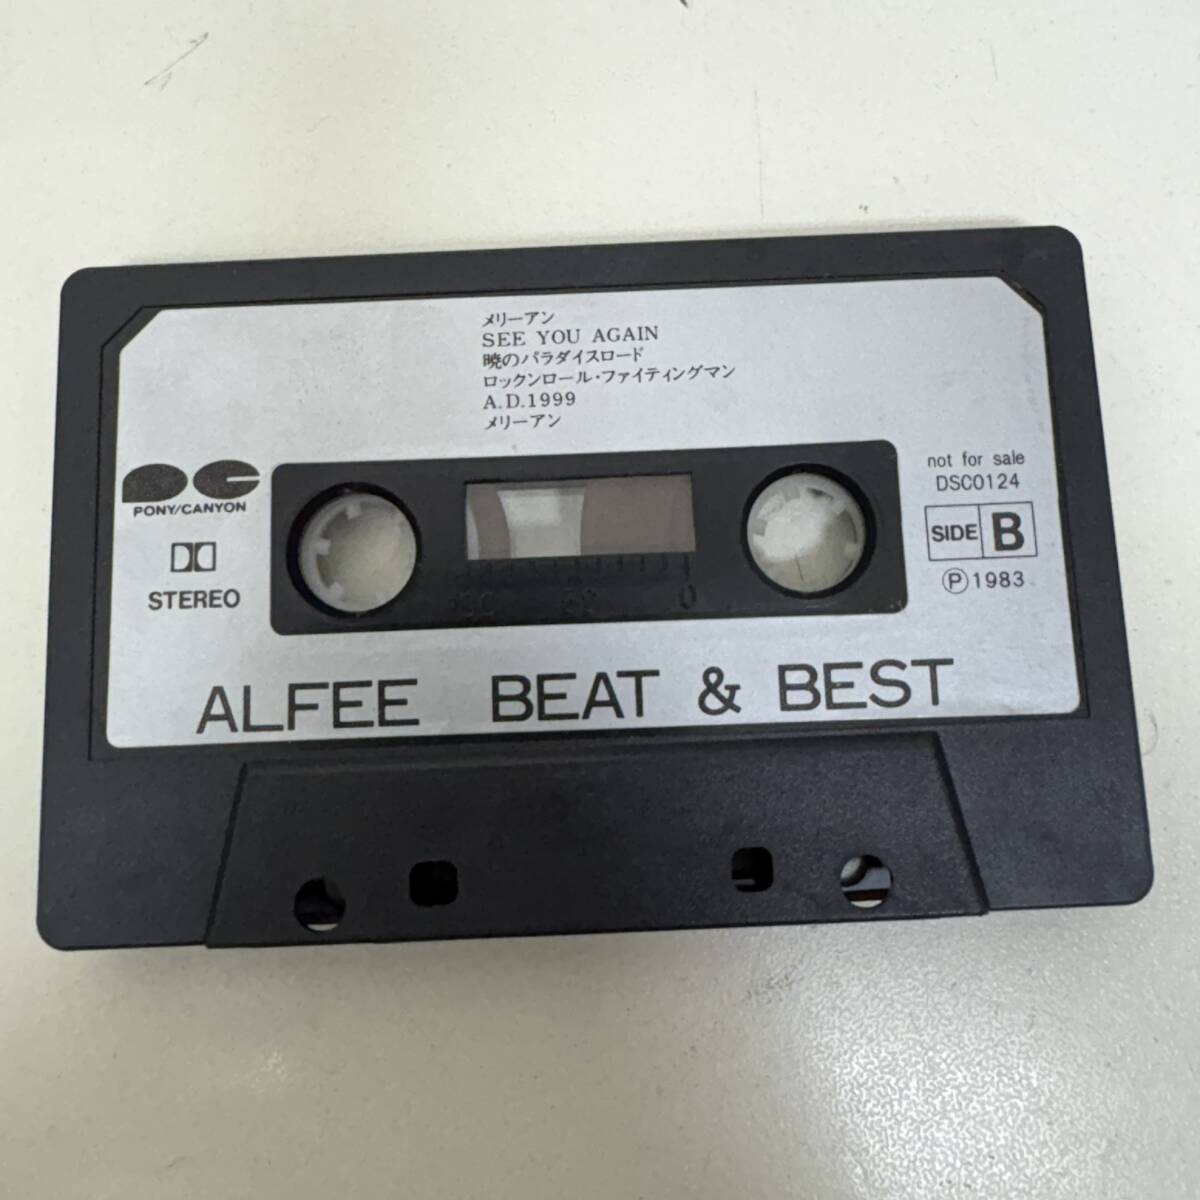 メリーアン
SEE YOU AGAIN
暁のパラダイスロード
ロックンロール・ファイティングマン
A.D.1999
メリーアン
PONY/CANYON
STEREO
not for sale
DSC0124
SIDE B
Ⓟ1983
0
ALFEE BEAT & BEST